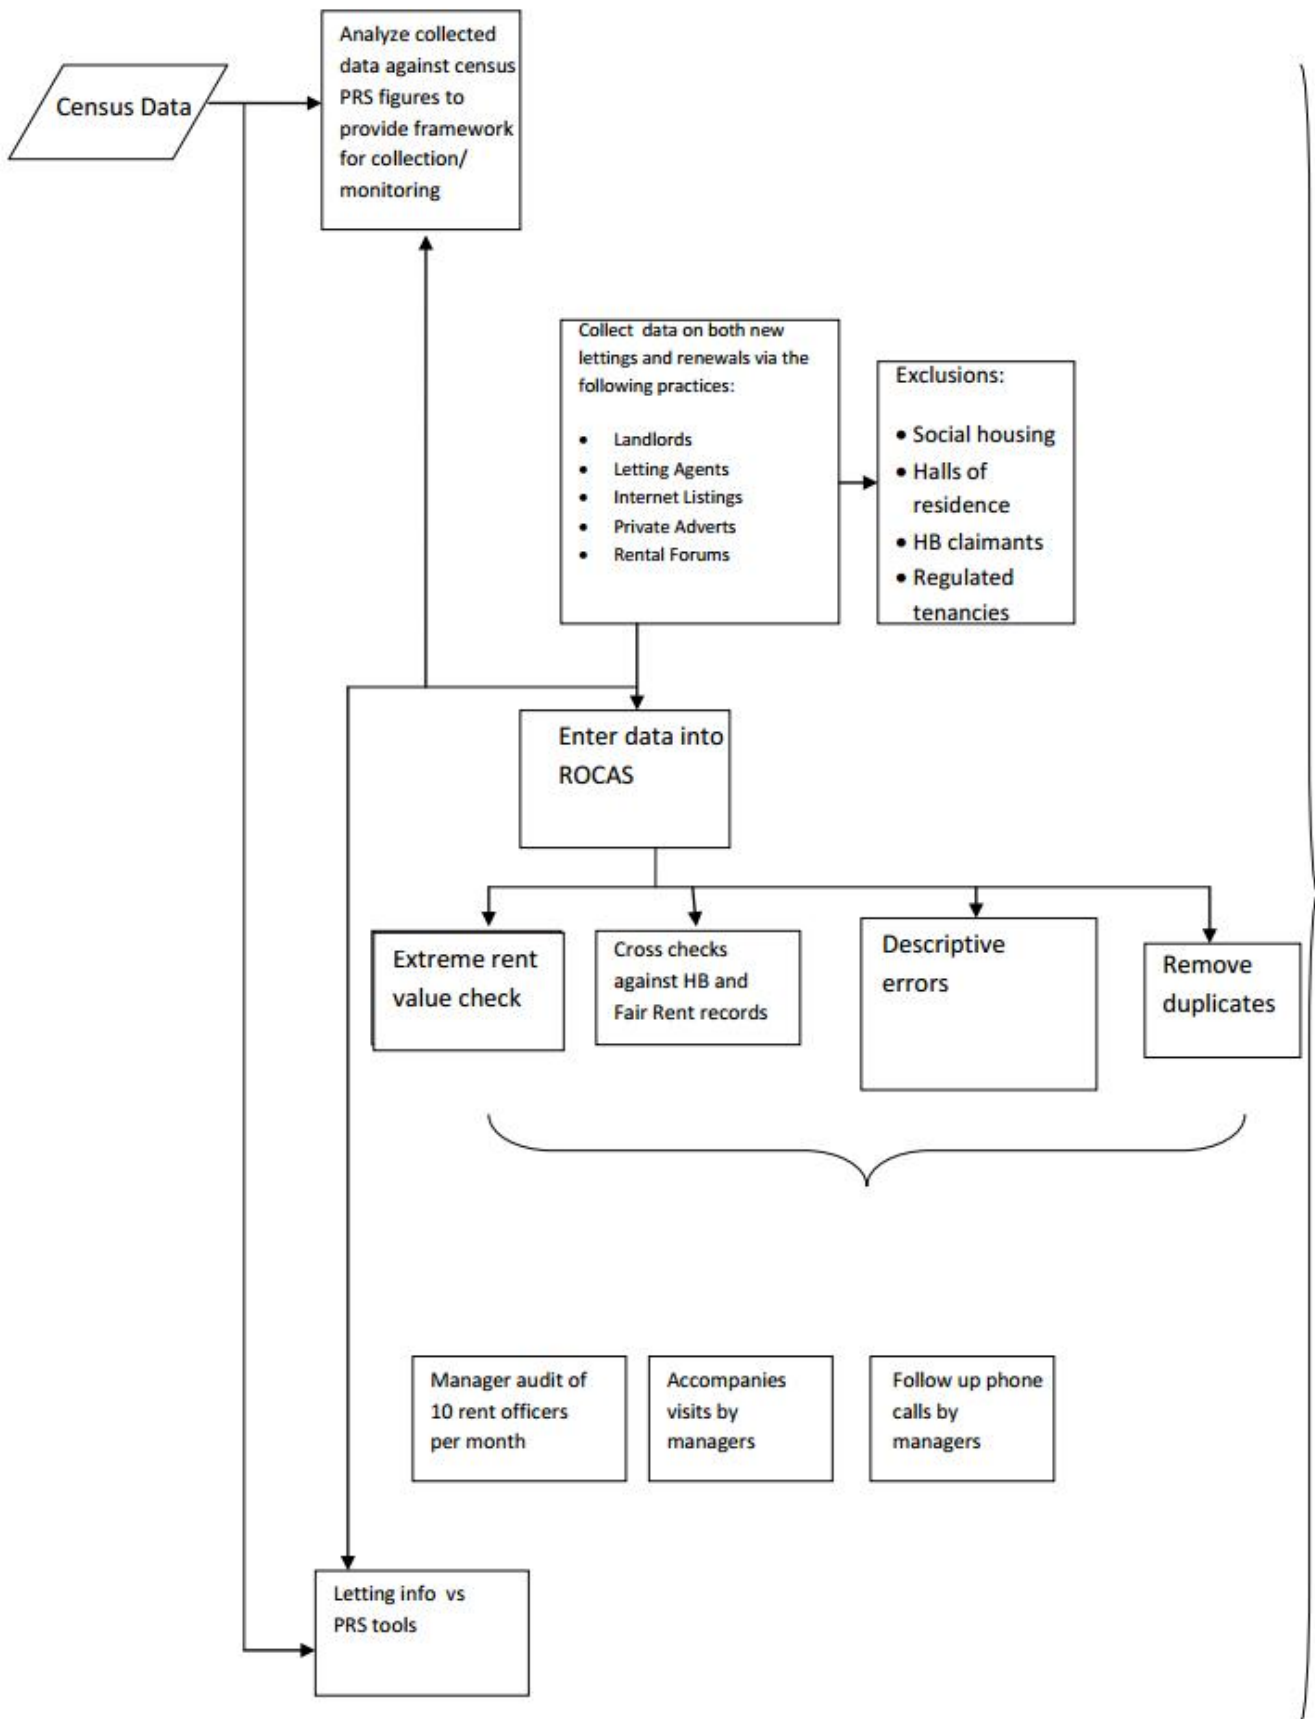 Census Data
Analyze collected
data against census
PRS figures to
provide framework
for collection/
monitoring
Collect data on both new
lettings and renewals via the
following practices:
• Landlords
• Letting Agents
• Internet Listings
• Private Adverts
• Rental Forums
Exclusions:
• Social housing
• Halls of
residence
• HB claimants
• Regulated
tenancies
Enter data into
ROCAS
Extreme rent
value check
Cross checks
against HB and
Fair Rent records
Descriptive
errors
Remove
duplicates
Manager audit of
10 rent officers
per month
Accompanies
visits by
managers
Follow up phone
calls by
managers
Letting info vs
PRS tools